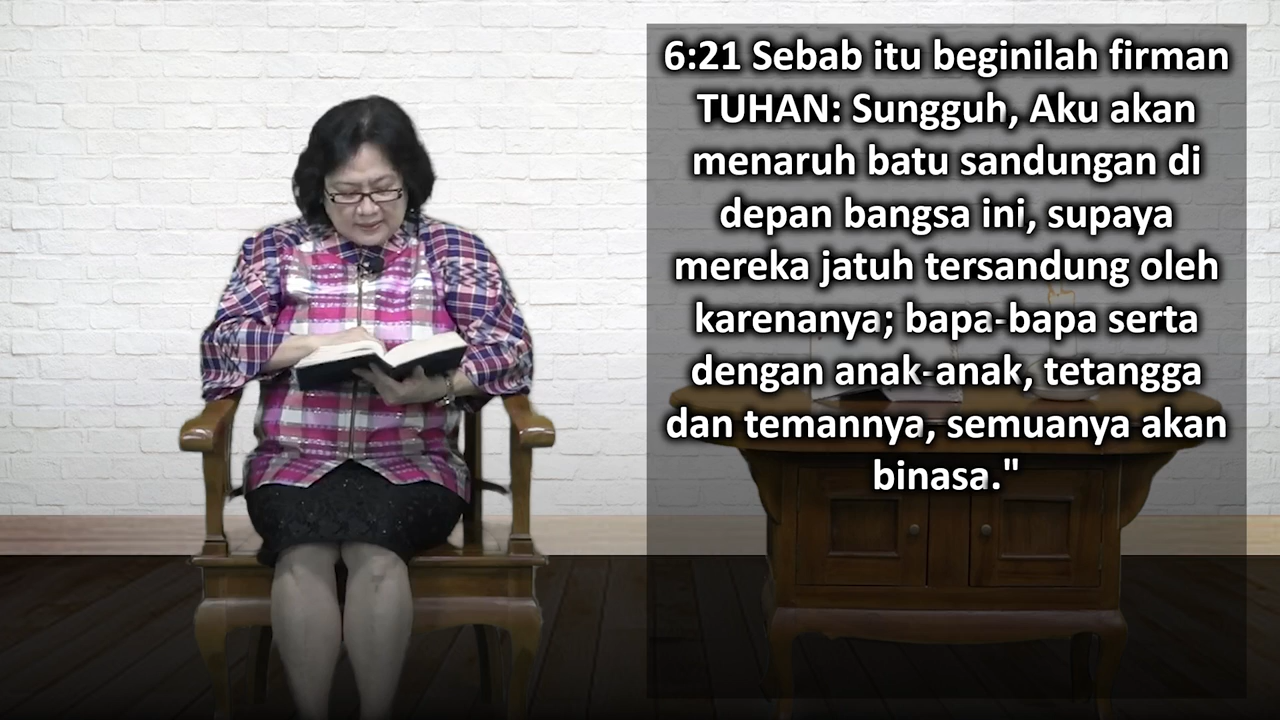 6:21 Sebab itu beginilah firman
TUHAN: Sungguh, Aku akan
menaruh batu sandungan di
depan bangsa ini, supaya
mereka jatuh tersandung oleh
karenanya; bapa-bapa serta
dengan anak-anak, tetangga
dan temannya, semuanya akan
binasa."